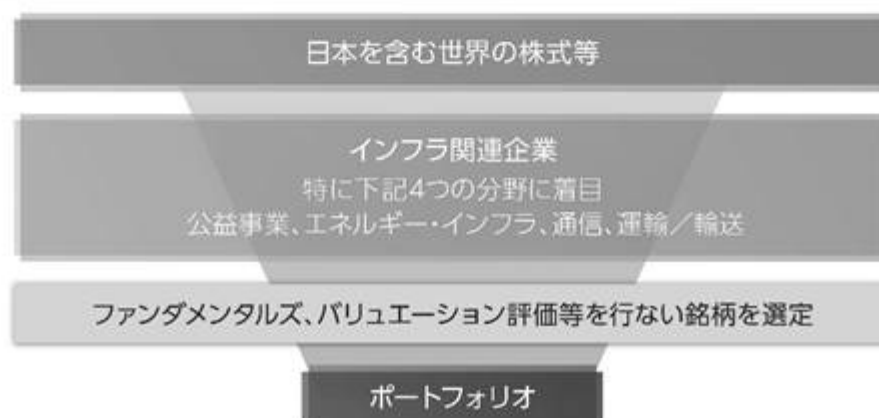 日本を含む世界の株式等
インフラ関連企業
特に下記4つの分野に着目
公益事業、エネルギー・インフラ、通信、運輸／輸送
ファンダメンタルズ、バリュエーション評価等を行ない銘柄を選定
ポートフォリオ